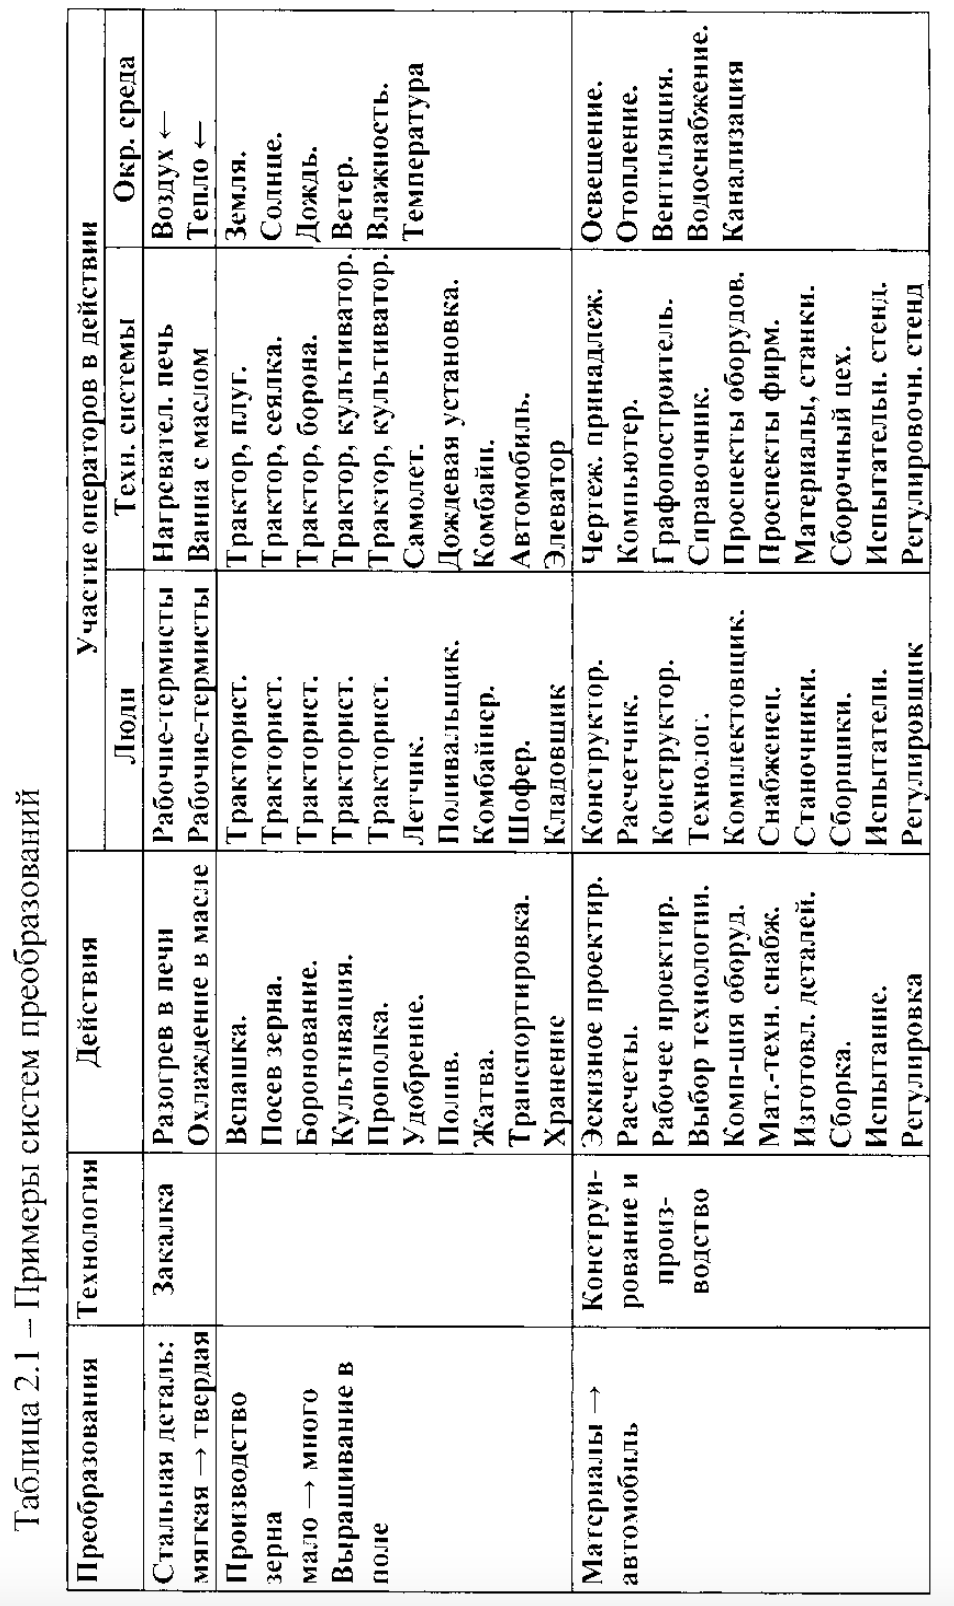 Таблица 2.1 – Примеры систем преобразований
Преобразования
Технология
Действия
Участие операторов в действии
Люди
Техн. системы
Окр. среда
Стальная деталь:
мягкая → твердая
Закалка
Разогрев в печи
Охлаждение в масле
Рабочие-термисты
Рабочие-термисты
Нагревател. печь
Ванна с маслом
Воздух ←
Тепло ←
Производство
зерна
мало → много
Выращивание в
поле
Вспашка.
Посев зерна.
Боронование.
Культивания.
Прополка.
Удобрение.
Полив.
Жатва.
Транспортировка.
Хранение
Тракторист.
Тракторист.
Тракторист.
Тракторист.
Тракторист.
Летчик.
Поливальщик.
Комбайнер.
Шофер.
Кладовщик
Трактор, плуг.
Трактор, сеялка.
Трактор, борона.
Трактор, культиватор.
Трактор, культиватор.
Самолет.
Дождевая установка.
Комбайн.
Автомобиль.
Элеватор
Земля.
Солнце.
Дождь.
Ветер.
Влажность.
Температура
Материалы →
автомобиль
Конструи-
рование и
произ-
водство
Эскизное проектир.
Расчеты.
Рабочее проектир.
Выбор технологии.
Комп-ция оборуд.
Мат.-техн. снабж.
Изготовл. деталей.
Сборка.
Испытание.
Регулировка
Конструктор.
Расчетчик.
Конструктор.
Технолог.
Комплектовщик.
Снабженец.
Станочники.
Сборщики.
Испытатели.
Регулировщик
Чертеж. принадлеж.
Компьютер.
Графопостроитель.
Справочник.
Проспекты оборудов.
Проспекты фирм.
Материалы, станки.
Сборочный цех.
Испытательн. стенд.
Регулировочн. стенд
Освещение.
Отопление.
Вентиляция.
Водоснабжение.
Канализация